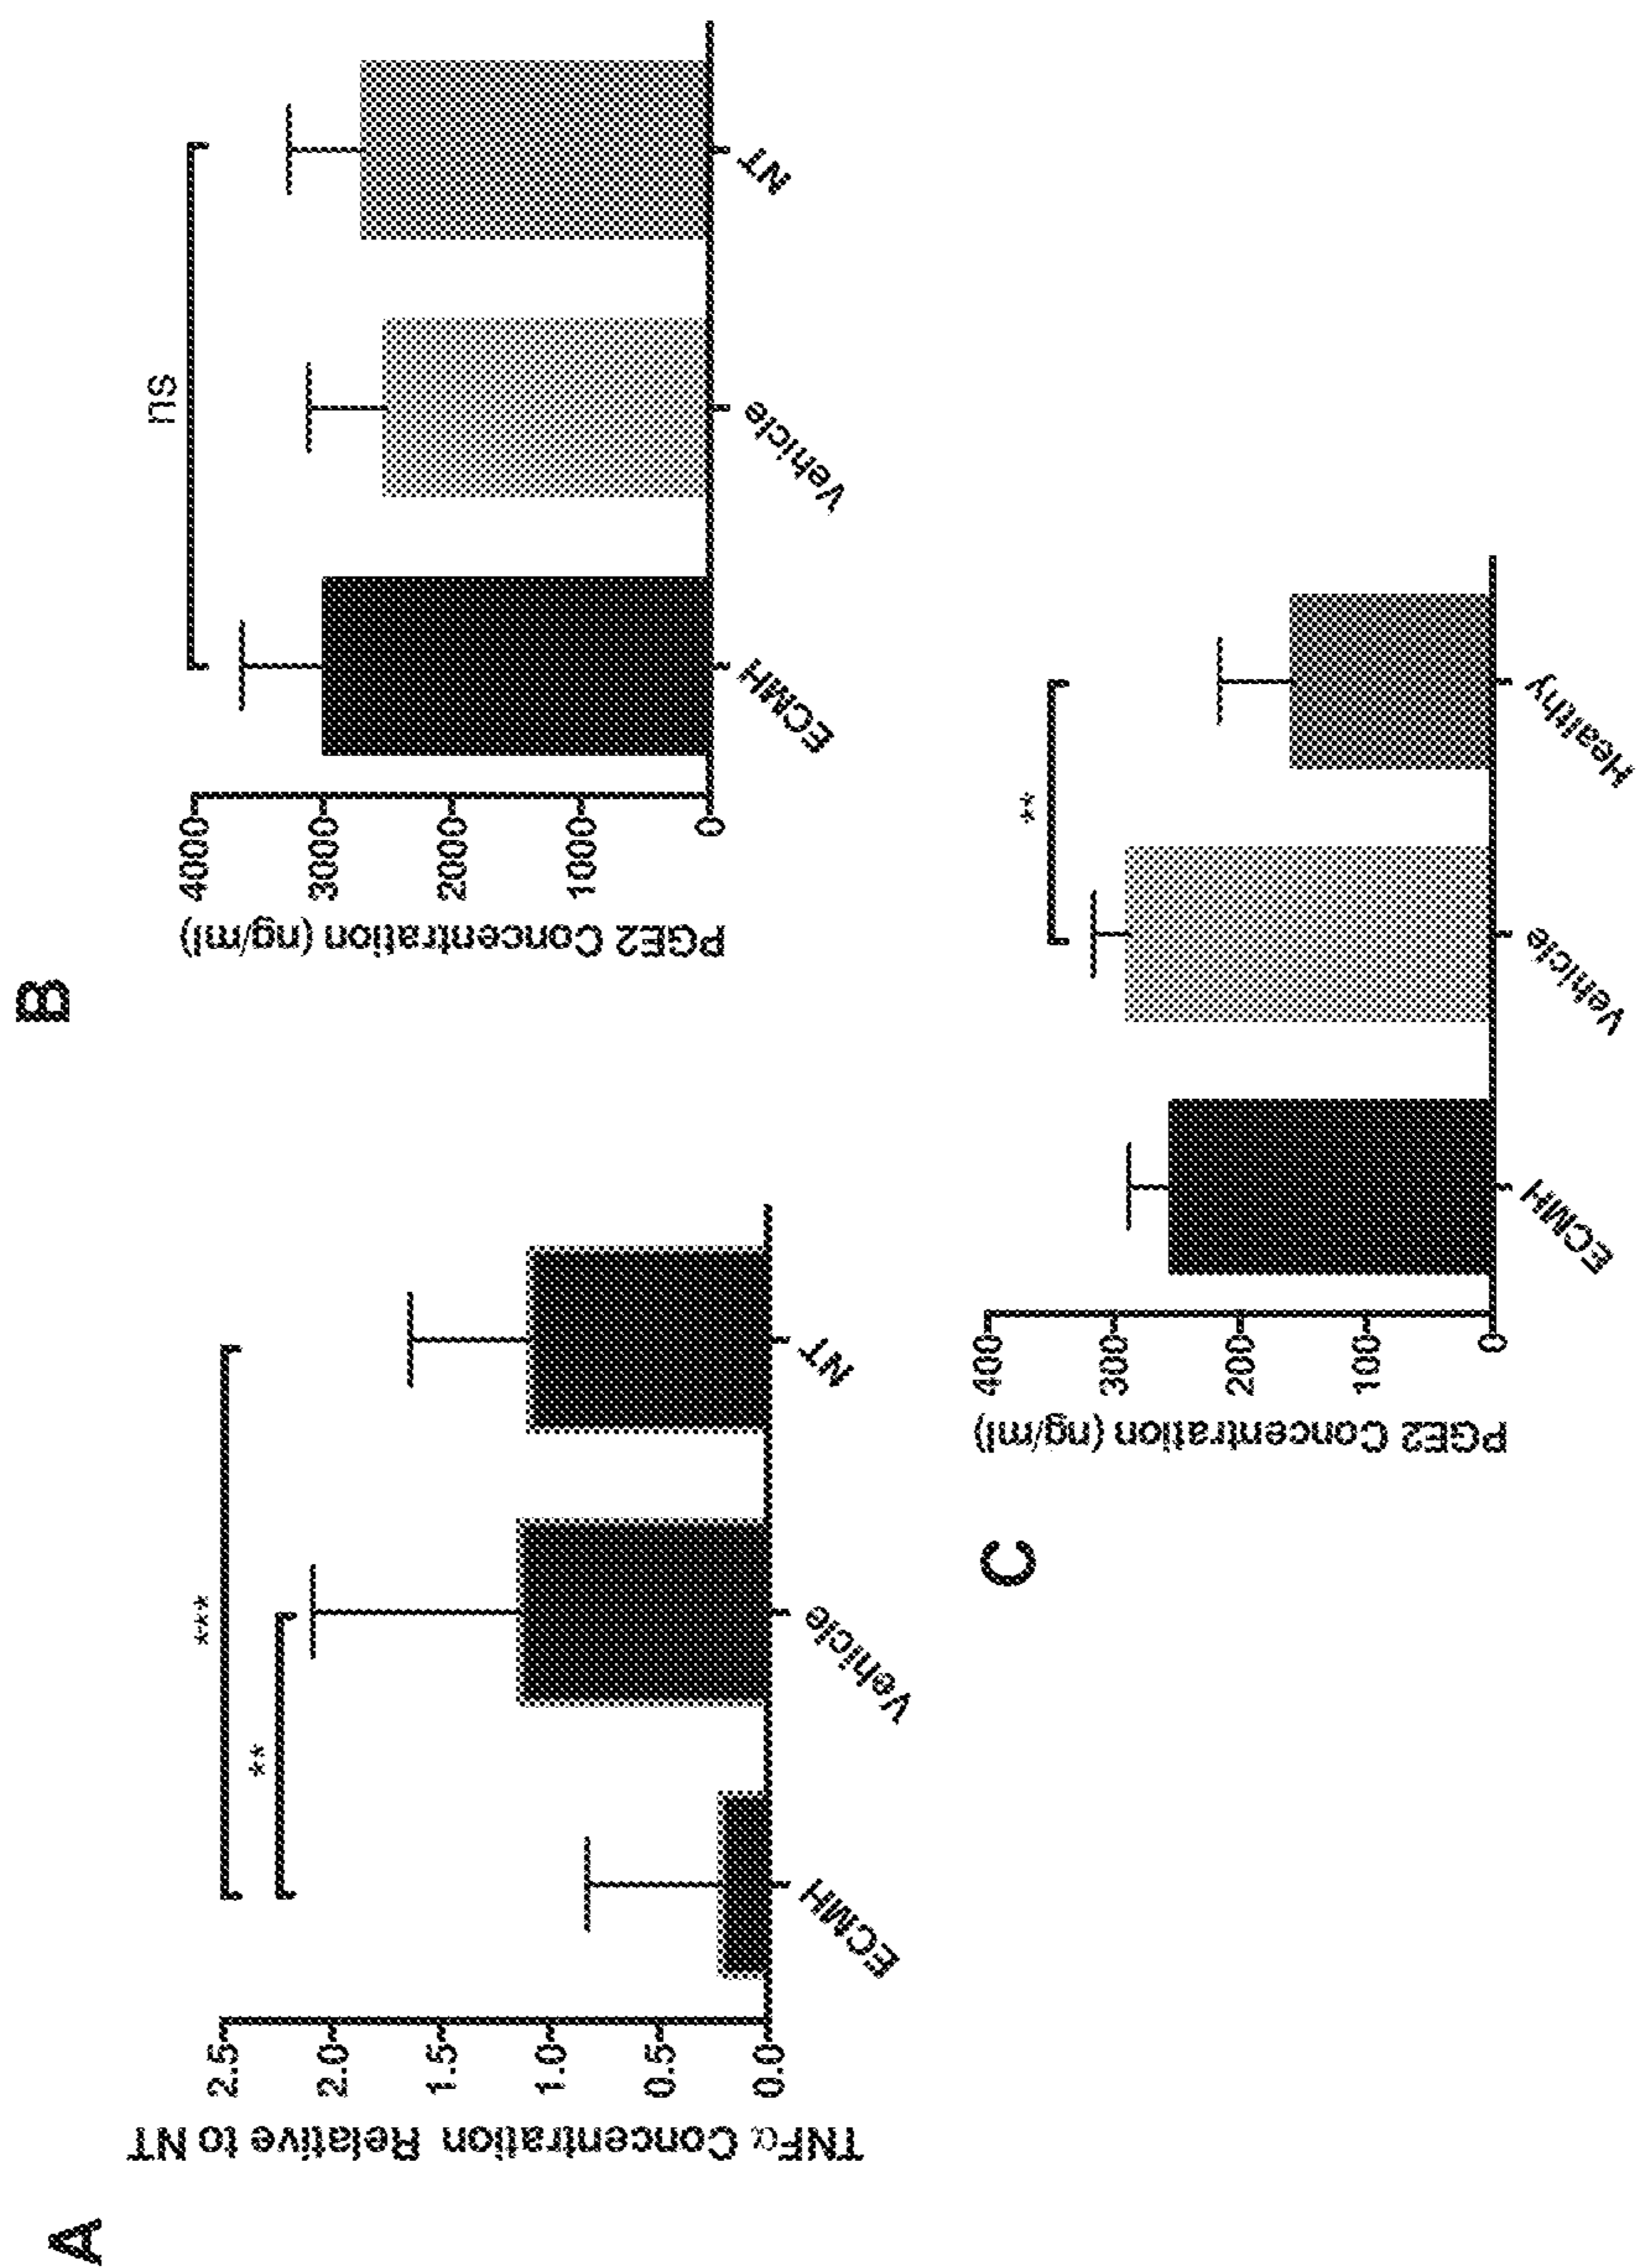 A
TNFα Concentration Relative to NT
2.5
2.0
1.5
1.0
0.5
0.0
***
**
ECMH
Vehicle
NT
B
PGE2 Concentration (ng/ml)
4000
3000
2000
1000
0
ns
ECMH
Vehicle
NT
C
PGE2 Concentration (ng/ml)
400
300
200
100
0
**
ECMH
Vehicle
Healthy